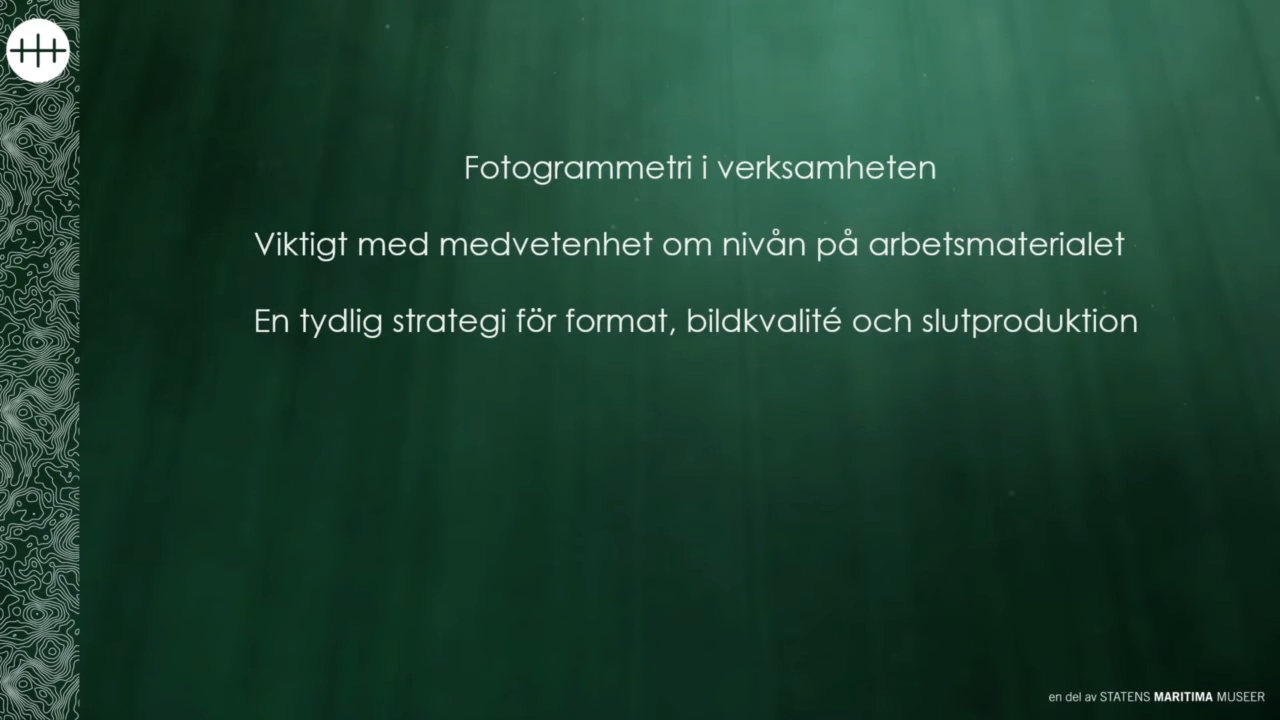 Fotogrammetri i verksamheten
Viktigt med medvetenhet om nivån på arbetsmaterialet
En tydlig strategi för format, bildkvalité och slutproduktion
en del av STATENS MARITIMA MUSEER